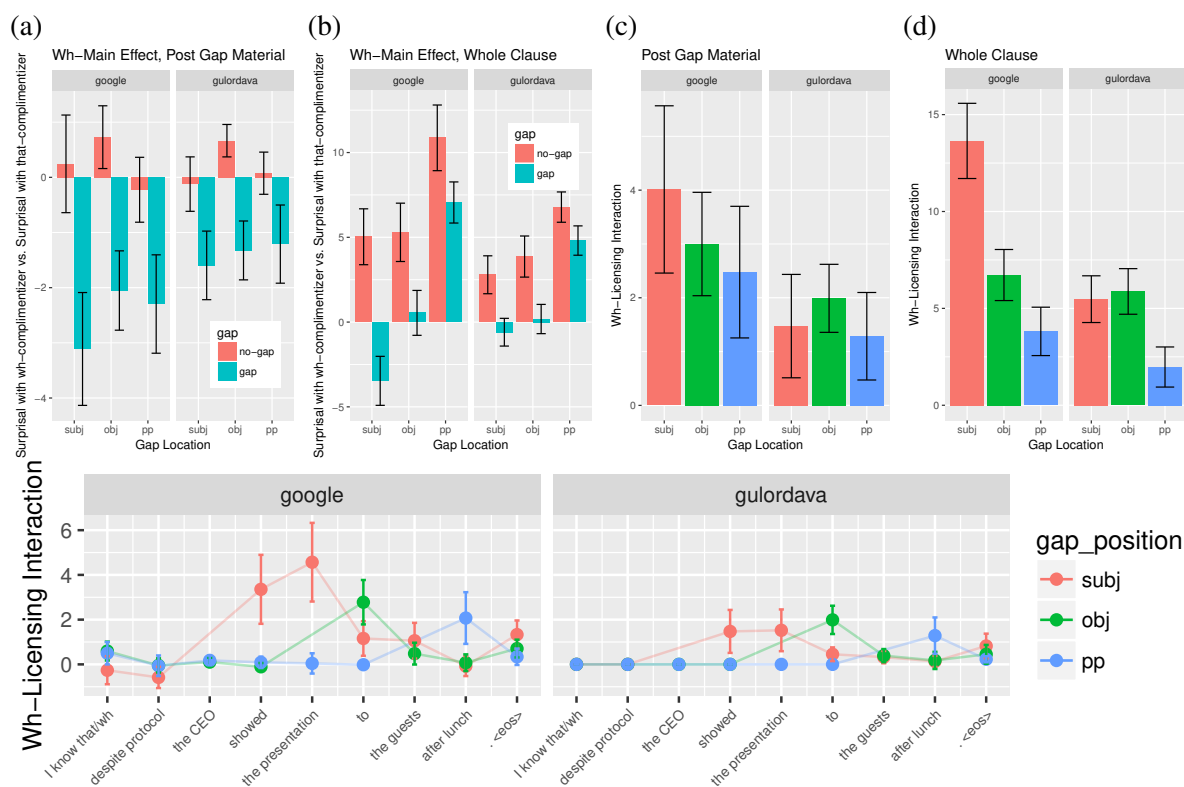 (a)
(b)
(c)
(d)
Wh−Main Effect, Post Gap Material
google
gulordava
Surprisal with wh−complimentizer vs. Surprisal with that−complimentizer
0
−2
−4
gap
no−gap
gap
subj
obj
pp
subj
obj
pp
Gap Location
Wh−Main Effect, Whole Clause
google
gulordava
Surprisal with wh−complimentizer vs. Surprisal with that−complimentizer
10
5
0
−5
gap
no−gap
gap
subj
obj
pp
subj
obj
pp
Gap Location
Post Gap Material
google
gulordava
Wh−Licensing Interaction
4
2
0
subj
obj
pp
subj
obj
pp
Gap Location
Whole Clause
google
gulordava
Wh−Licensing Interaction
15
10
5
0
subj
obj
pp
subj
obj
pp
Gap Location
google
gulordava
Wh−Licensing Interaction
6
4
2
0
I know that/wh
despite protocol
the CEO
showed
the presentation
to
the guests
after lunch
. <eos>
I know that/wh
despite protocol
the CEO
showed
the presentation
to
the guests
after lunch
. <eos>
gap_position
subj
obj
pp